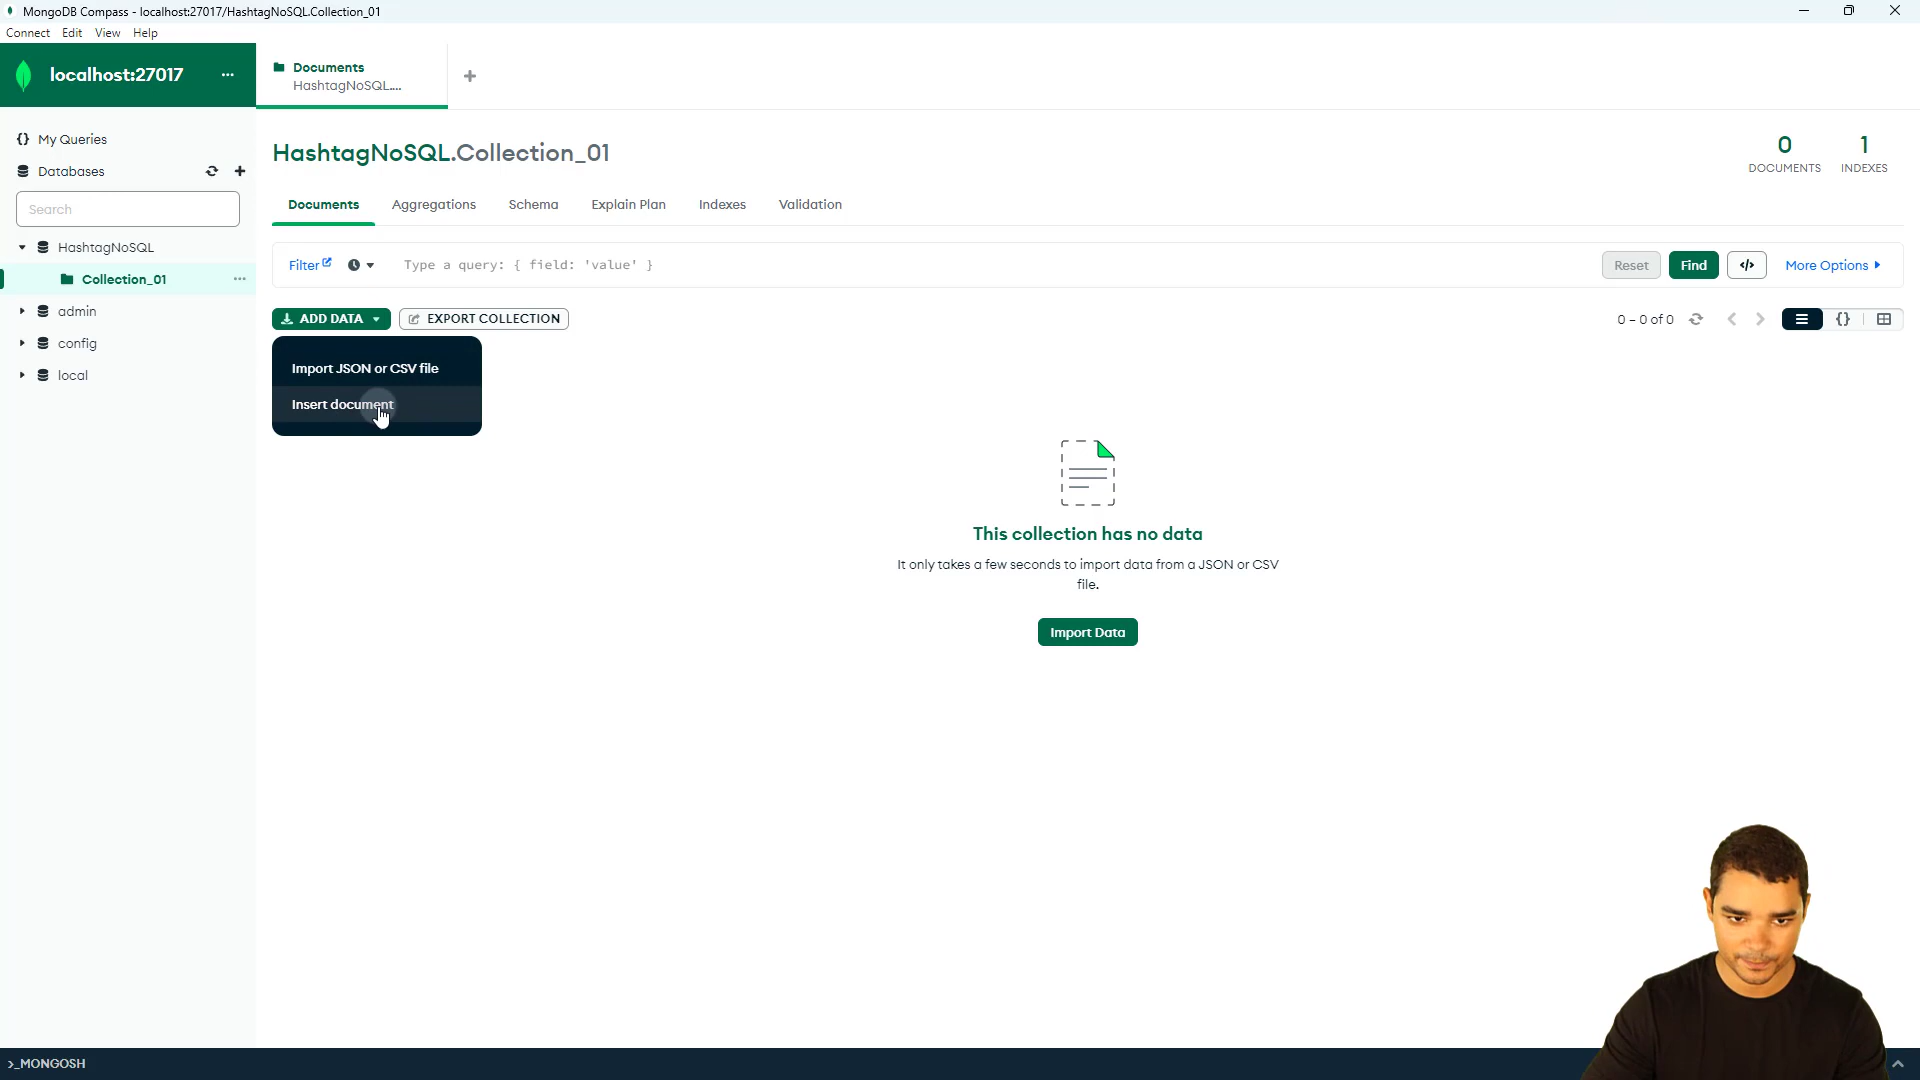 MongoDB Compass - localhost:27017/HashtagNoSQL.Collection_01
Connect Edit View Help
localhost:27017 ...
Documents
HashtagNoSQL....
My Queries
Databases
Search
HashtagNoSQL
Collection_01 ...
admin
config
local
HashtagNoSQL.Collection_01
0
DOCUMENTS
1
INDEXES
Documents Aggregations Schema Explain Plan Indexes Validation
Filter Type a query: { field: 'value' } Reset Find </> More Options
ADD DATA EXPORT COLLECTION 0 – 0 of 0 {}
Import JSON or CSV file
Insert document
This collection has no data
It only takes a few seconds to import data from a JSON or CSV
file.
Import Data
>_MONGOSH